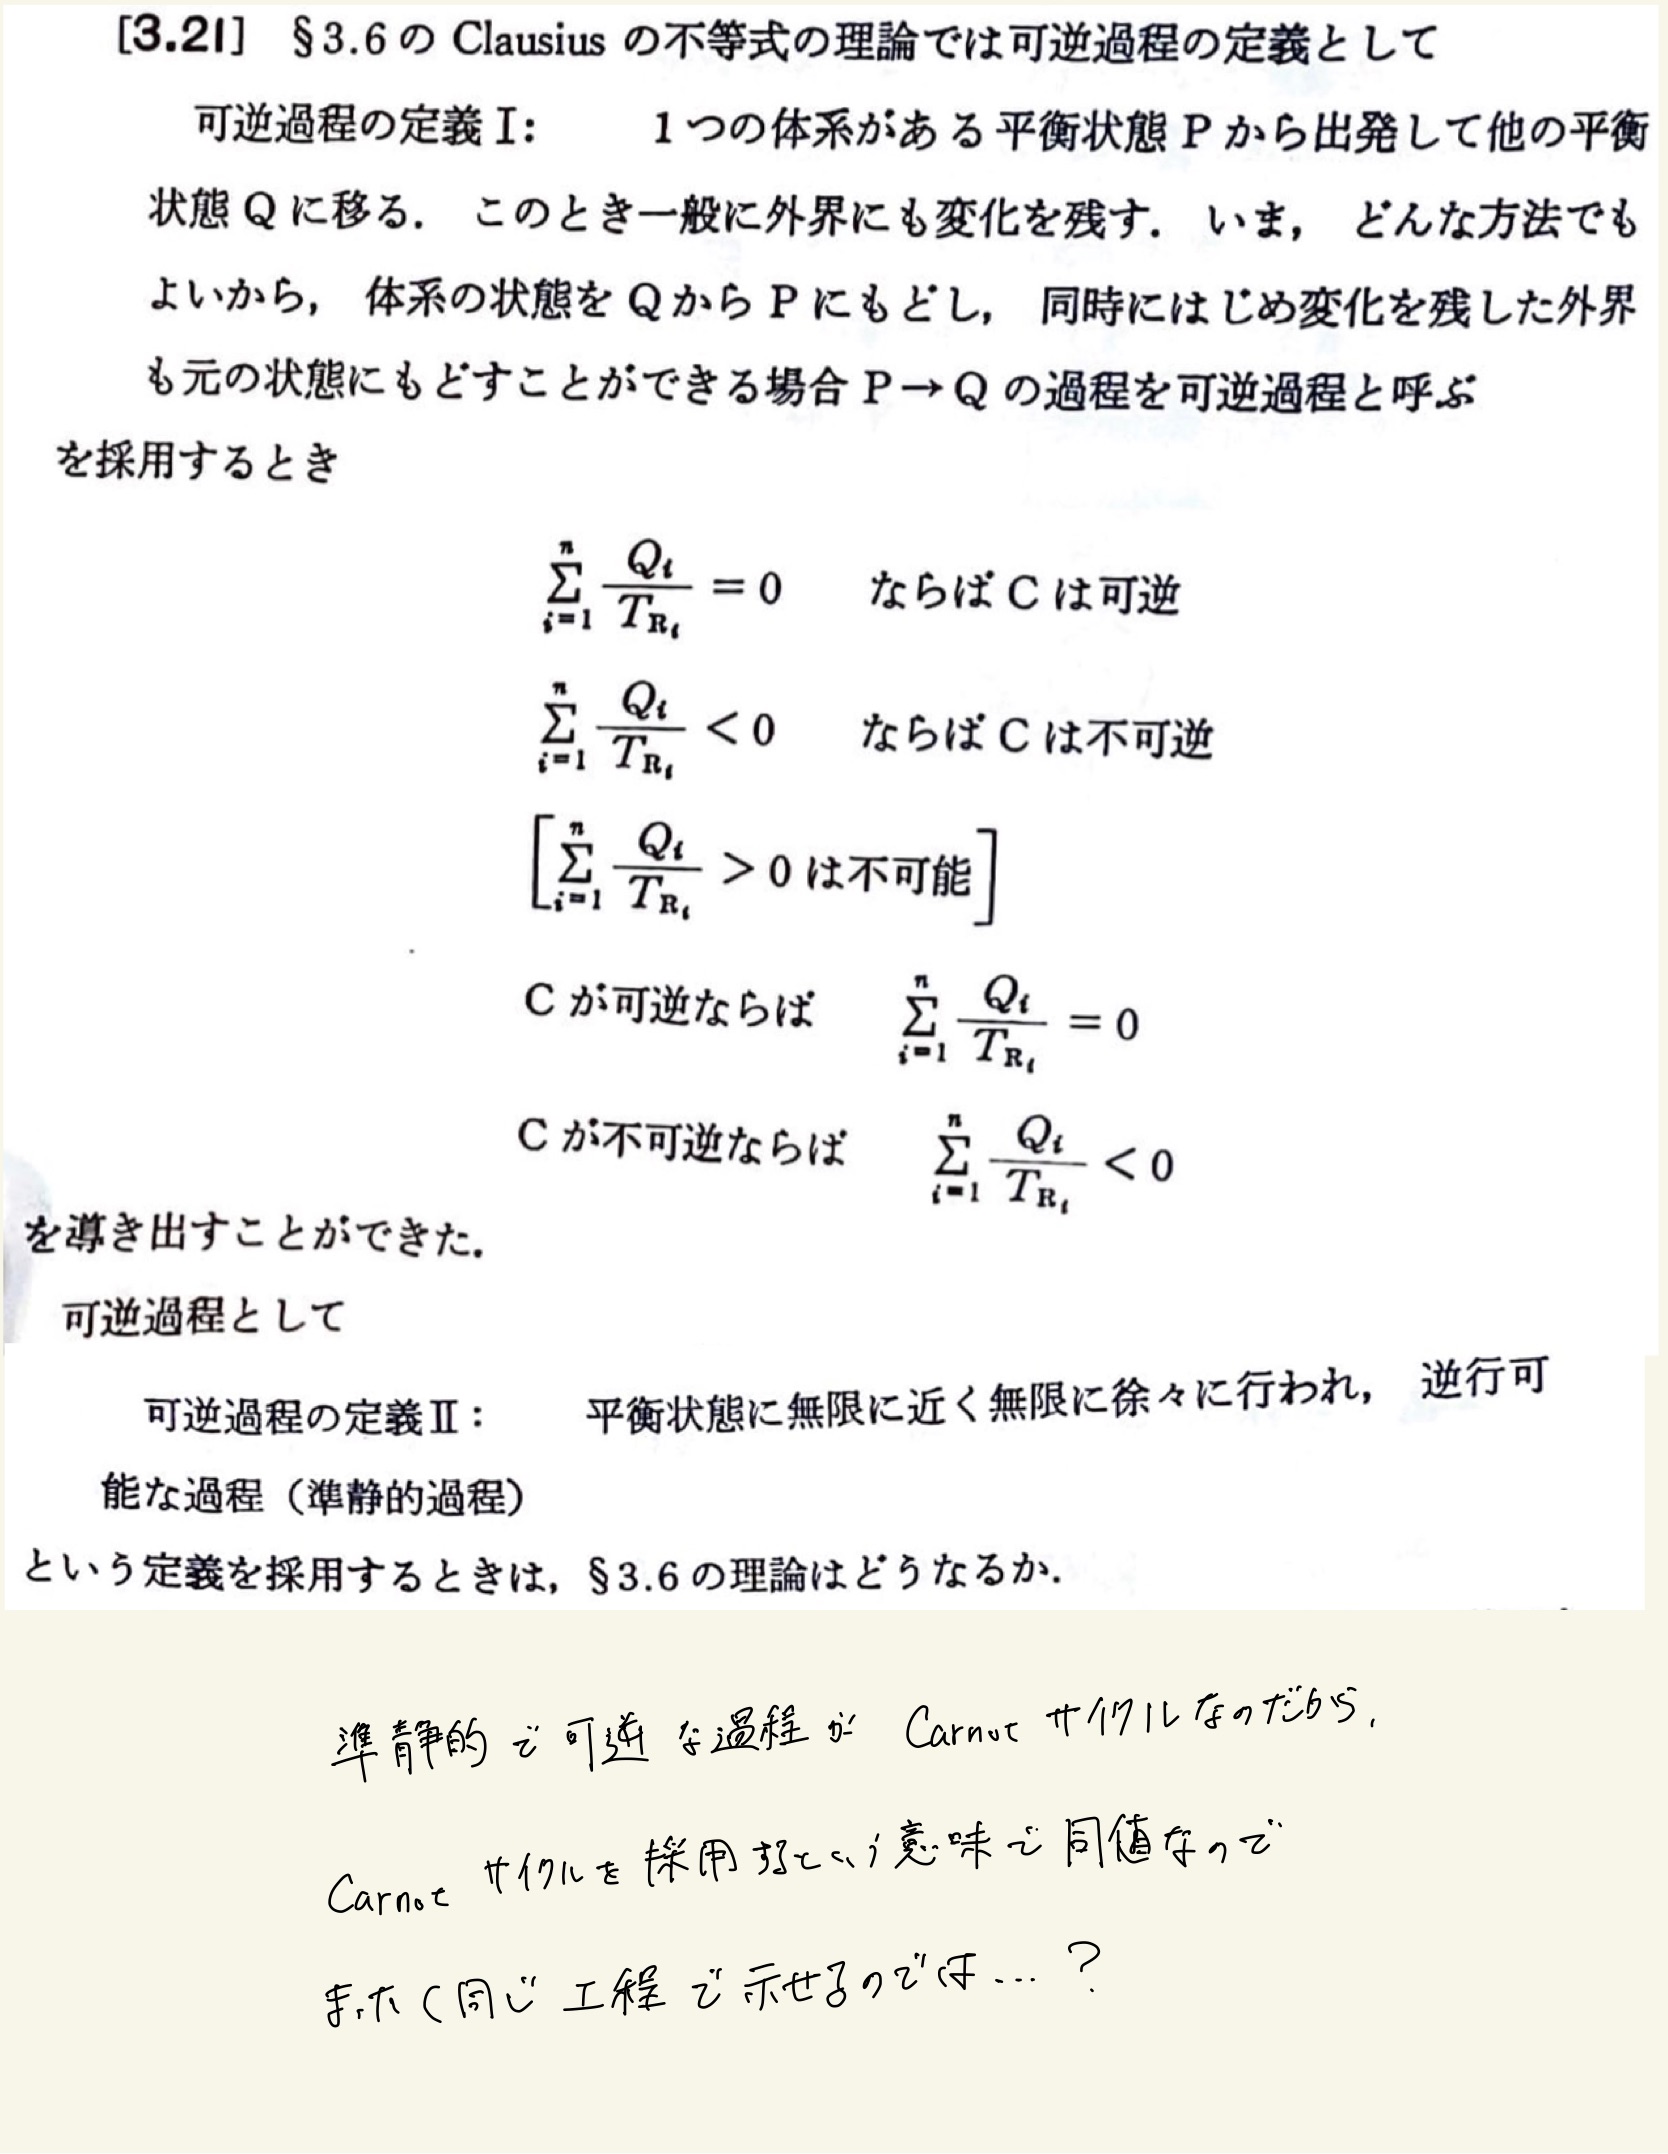 [3.21] §3.6 の Clausius の不等式の理論では可逆過程の定義として
可逆過程の定義Ⅰ: 1つの体系がある平衡状態 P から出発して他の平衡
状態 Q に移る. このとき一般に外界にも変化を残す. いま, どんな方法でも
よいから, 体系の状態を Q から P にもどし, 同時にはじめ変化を残した外界
も元の状態にもどすことができる場合 P→Q の過程を可逆過程と呼ぶ
を採用するとき
\sum_{i=1}^{n} \frac{Q_i}{T_{R_i}} = 0 ならば C は可逆
\sum_{i=1}^{n} \frac{Q_i}{T_{R_i}} < 0 ならば C は不可逆
[\sum_{i=1}^{n} \frac{Q_i}{T_{R_i}} > 0 は不可能]
C が可逆ならば \sum_{i=1}^{n} \frac{Q_i}{T_{R_i}} = 0
C が不可逆ならば \sum_{i=1}^{n} \frac{Q_i}{T_{R_i}} < 0
を導き出すことができた.
可逆過程として
可逆過程の定義Ⅱ: 平衡状態に無限に近く無限に徐々に行われ, 逆行可
能な過程 (準静的過程)
という定義を採用するときは, §3.6 の理論はどうなるか.
準静的で可逆な過程が Carnot サイクルなのだから,
Carnot サイクルを採用するという意味で同値なので
まったく同じ工程で示せるのでは…?